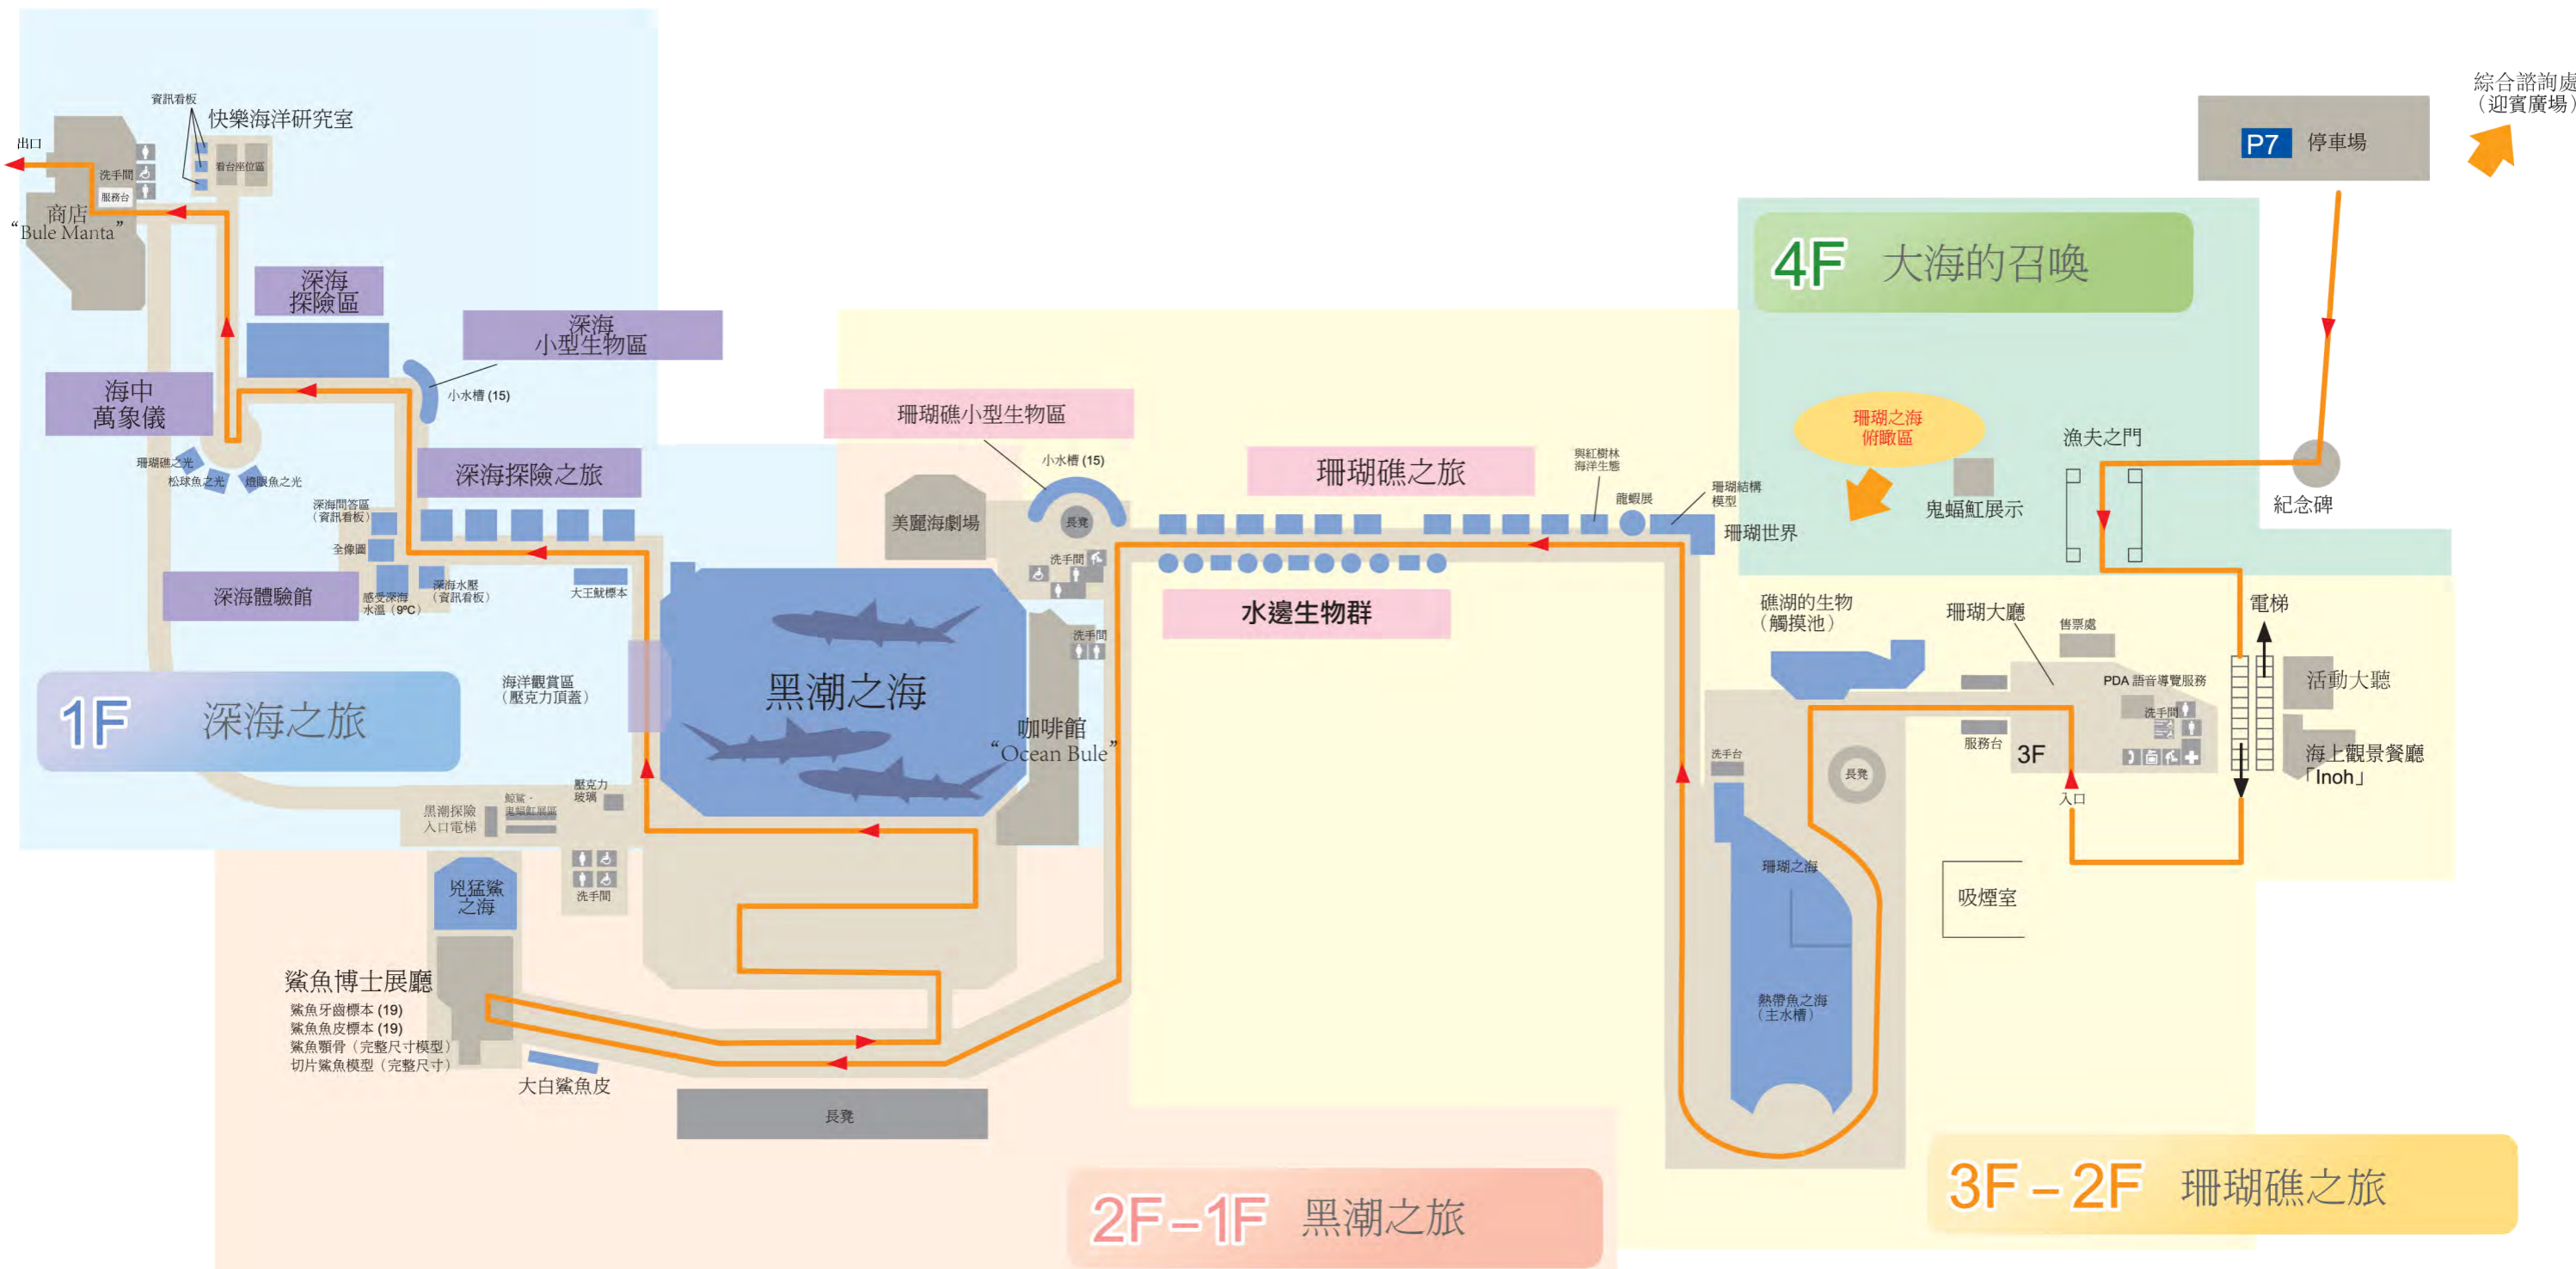 資訊看板
快樂海洋研究室
看台座位區
出口
洗手間
服務台
商店
“Bule Manta”
深海
探險區
深海
小型生物區
小水槽 (15)
海中
萬象儀
珊瑚礁之光
松球魚之光
燈眼魚之光
深海探險之旅
深海問答區
（資訊看板）
全像圖
深海體驗館
感受深海
水溫（9ºC）
深海水壓
（資訊看板）
大王魷標本
1F 深海之旅
海洋觀賞區
（壓克力頂蓋）
黑潮之海
黑潮探險
入口電梯
鯨鯊・
鬼蝠魟展區
壓克力
玻璃
洗手間
兇猛鯊
之海
鯊魚博士展廳
鯊魚牙齒標本 (19)
鯊魚魚皮標本 (19)
鯊魚顎骨（完整尺寸模型）
切片鯊魚模型（完整尺寸）
大白鯊魚皮
長凳
2F–1F 黑潮之旅
珊瑚礁小型生物區
小水槽 (15)
美麗海劇場
長凳
洗手間
洗手間
咖啡館
“Ocean Bule”
珊瑚礁之旅
與紅樹林
海洋生態
龍蝦展
珊瑚結構
模型
珊瑚世界
水邊生物群
4F 大海的召喚
珊瑚之海
俯瞰區
鬼蝠魟展示
漁夫之門
紀念碑
P7 停車場
綜合諮詢處
（迎賓廣場）
礁湖的生物
（觸摸池）
珊瑚大廳
售票處
PDA 語音導覽服務
洗手間
服務台
3F
入口
電梯
活動大聽
海上觀景餐廳
「Inoh」
洗手台
長凳
珊瑚之海
吸煙室
熱帶魚之海
（主水槽）
3F–2F 珊瑚礁之旅